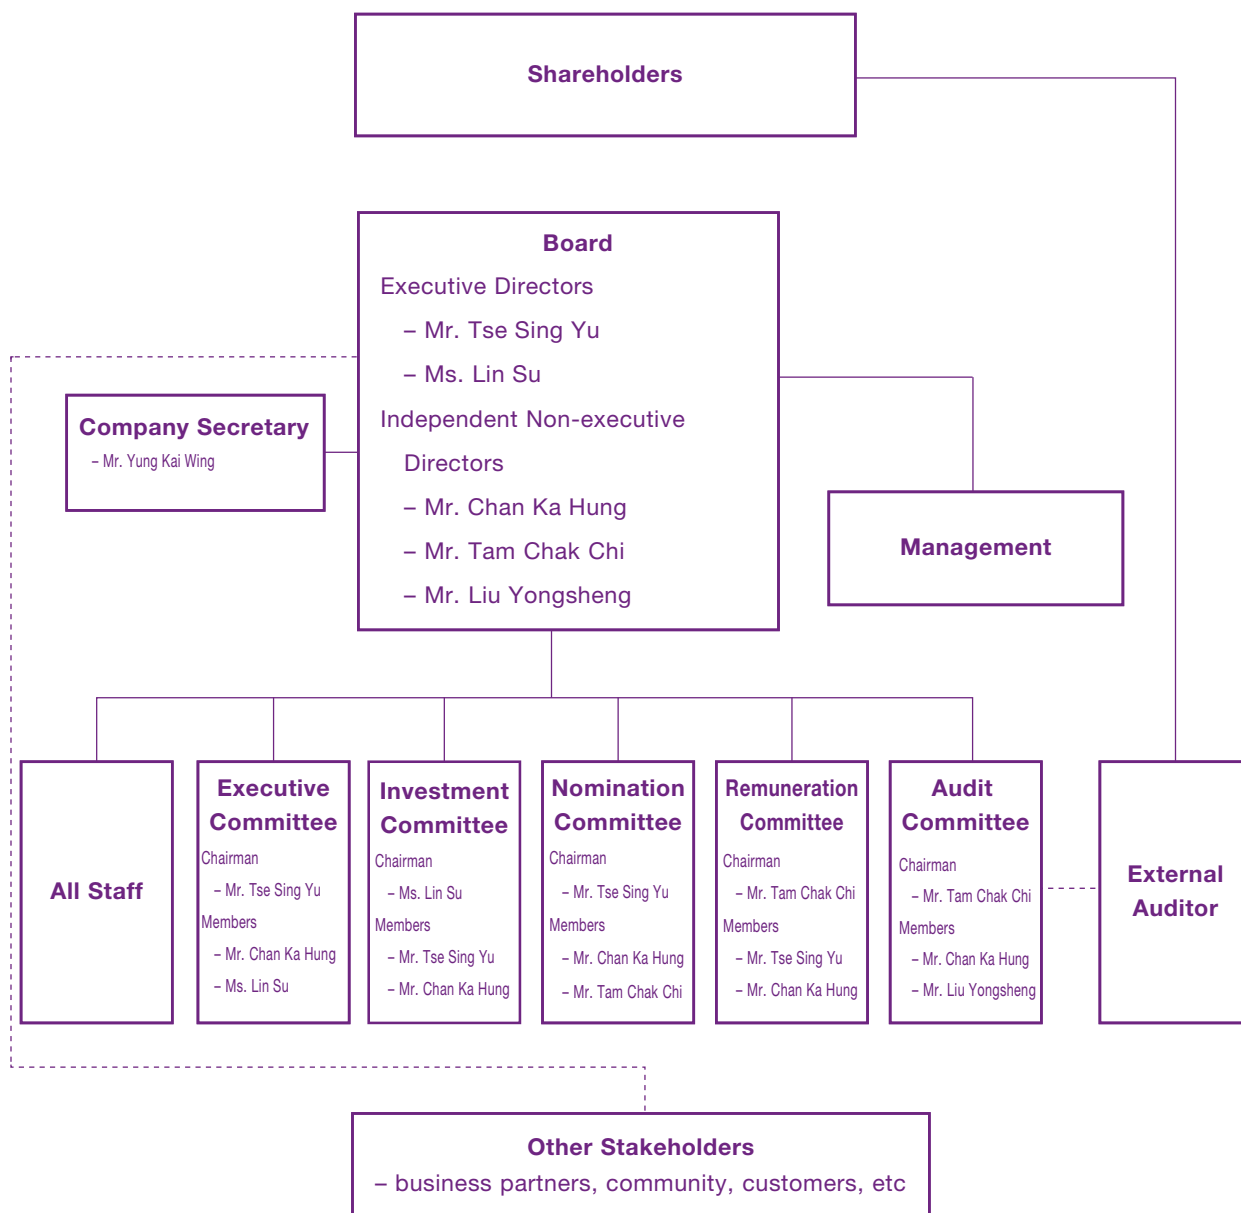 Shareholders
Board
Executive Directors
– Mr. Tse Sing Yu
– Ms. Lin Su
Independent Non-executive
Directors
– Mr. Chan Ka Hung
– Mr. Tam Chak Chi
– Mr. Liu Yongsheng
Company Secretary
– Mr. Yung Kai Wing
Management
All Staff
Executive
Committee
Chairman
– Mr. Tse Sing Yu
Members
– Mr. Chan Ka Hung
– Ms. Lin Su
Investment
Committee
Chairman
– Ms. Lin Su
Members
– Mr. Tse Sing Yu
– Mr. Chan Ka Hung
Nomination
Committee
Chairman
– Mr. Tse Sing Yu
Members
– Mr. Chan Ka Hung
– Mr. Tam Chak Chi
Remuneration
Committee
Chairman
– Mr. Tam Chak Chi
Members
– Mr. Tse Sing Yu
– Mr. Chan Ka Hung
Audit
Committee
Chairman
– Mr. Tam Chak Chi
Members
– Mr. Chan Ka Hung
– Mr. Liu Yongsheng
External
Auditor
Other Stakeholders
– business partners, community, customers, etc